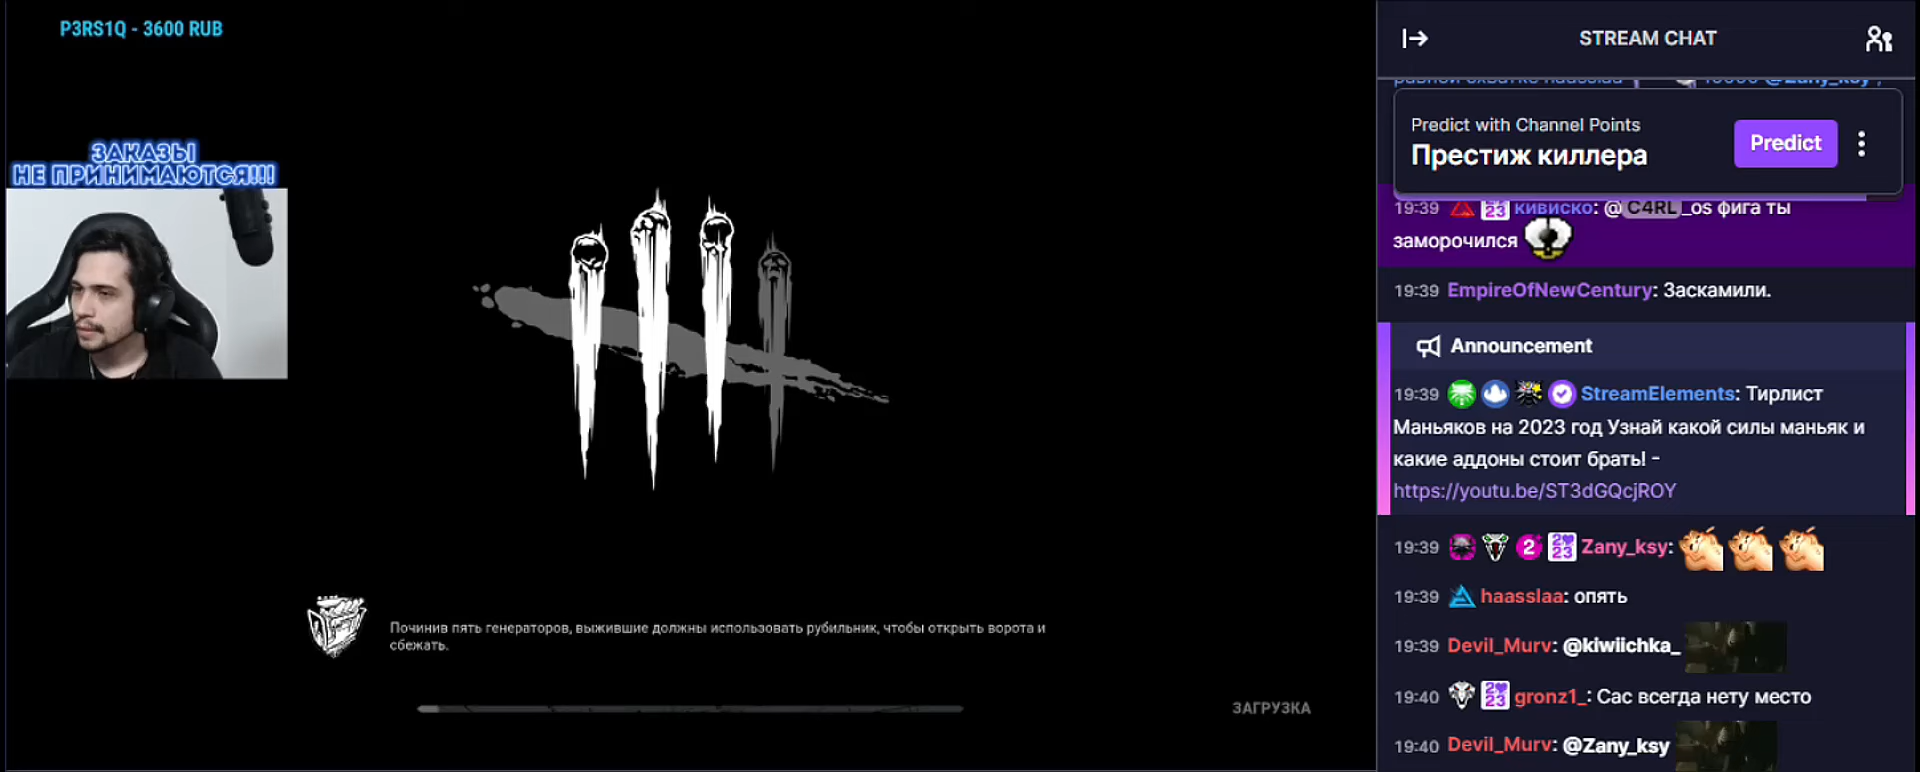 P3RS1Q - 3600 RUB
ЗАКАЗЫ
НЕ ПРИНИМАЮТСЯ!!!
Починив пять генераторов, выжившие должны использовать рубильник, чтобы открыть ворота и
сбежать.
ЗАГРУЗКА
STREAM CHAT
Predict with Channel Points
Престиж киллера
Predict
19:39 кивиско: @ C4RL _os фига ты
заморочился
19:39 EmpireOfNewCentury: Заскамили.
Announcement
19:39 StreamElements: Тирлист
Маньяков на 2023 год Узнай какой силы маньяк и
какие аддоны стоит брать! -
https://youtu.be/ST3dGQcjROY
19:39 2 Zany_ksy:
19:39 haasslaa: опять
19:39 Devil_Murv: @kiwiichka_
19:40 gronz1_: Сас всегда нету место
19:40 Devil_Murv: @Zany_ksy